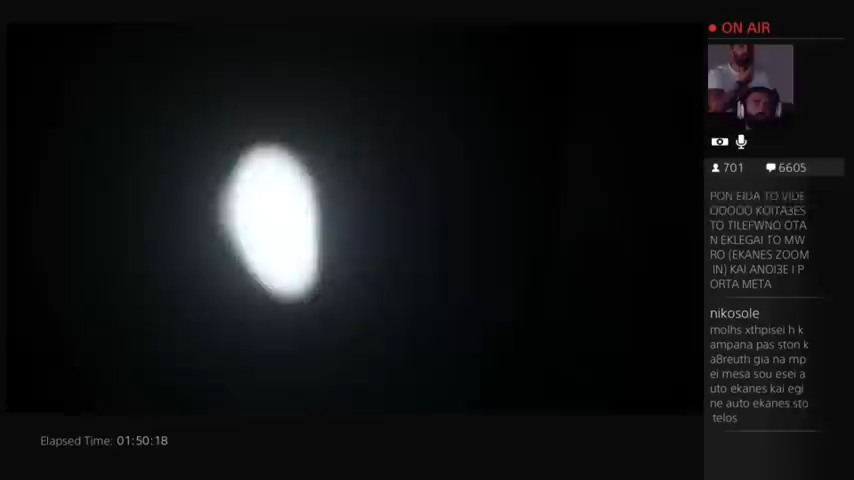 ON AIR
701 6605
PON EIDA TO VIDE
OOOOO KOITA3ES
TO TILEFWNO OTA
N EKLEGAI TO MW
RO (EKANES ZOOM
IN) KAI ANOI3E I P
ORTA META
nikosole
molhs xthpisei h k
ampana pas ston k
a8reuth gia na mp
ei mesa sou esei a
uto ekanes kai egi
ne auto ekanes sto
telos
Elapsed Time: 01:50:18